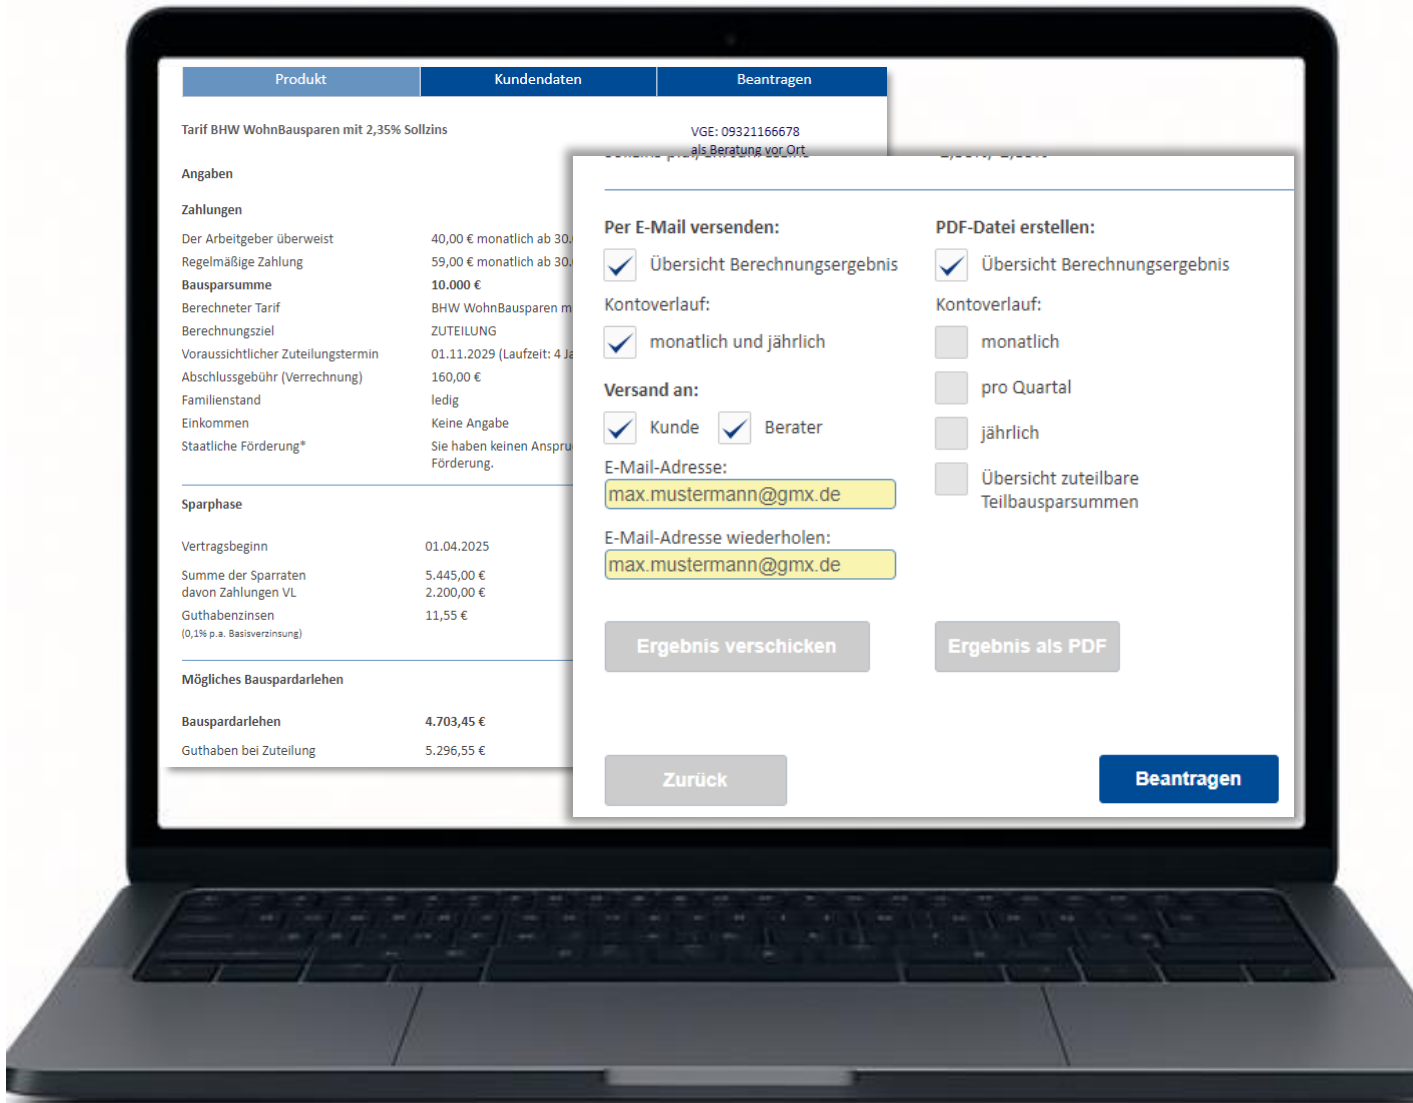 Produkt
Kundendaten
Beantragen
Tarif BHW WohnBausparen mit 2,35% Sollzins
VGE: 09321166678
als Beratung vor Ort
Angaben
Zahlungen
Der Arbeitgeber überweist 40,00 € monatlich ab 30.
Regelmäßige Zahlung 59,00 € monatlich ab 30.
Bausparsumme 10.000 €
Berechneter Tarif BHW WohnBausparen m
Berechnungsziel ZUTEILUNG
Voraussichtlicher Zuteilungstermin 01.11.2029 (Laufzeit: 4 Ja
Abschlussgebühr (Verrechnung) 160,00 €
Familienstand ledig
Einkommen Keine Angabe
Staatliche Förderung* Sie haben keinen Anspru
Förderung.
Sparphase
Vertragsbeginn 01.04.2025
Summe der Sparraten 5.445,00 €
davon Zahlungen VL 2.200,00 €
Guthabenzinsen 11,55 €
(0,1% p.a. Basisverzinsung)
Mögliches Bauspardarlehen
Bauspardarlehen 4.703,45 €
Guthaben bei Zuteilung 5.296,55 €
Per E-Mail versenden:
Übersicht Berechnungsergebnis
Kontoverlauf:
monatlich und jährlich
Versand an:
Kunde Berater
E-Mail-Adresse:
max.mustermann@gmx.de
E-Mail-Adresse wiederholen:
max.mustermann@gmx.de
Ergebnis verschicken
PDF-Datei erstellen:
Übersicht Berechnungsergebnis
Kontoverlauf:
monatlich
pro Quartal
jährlich
Übersicht zuteilbare
Teilbausparsummen
Ergebnis als PDF
Zurück
Beantragen